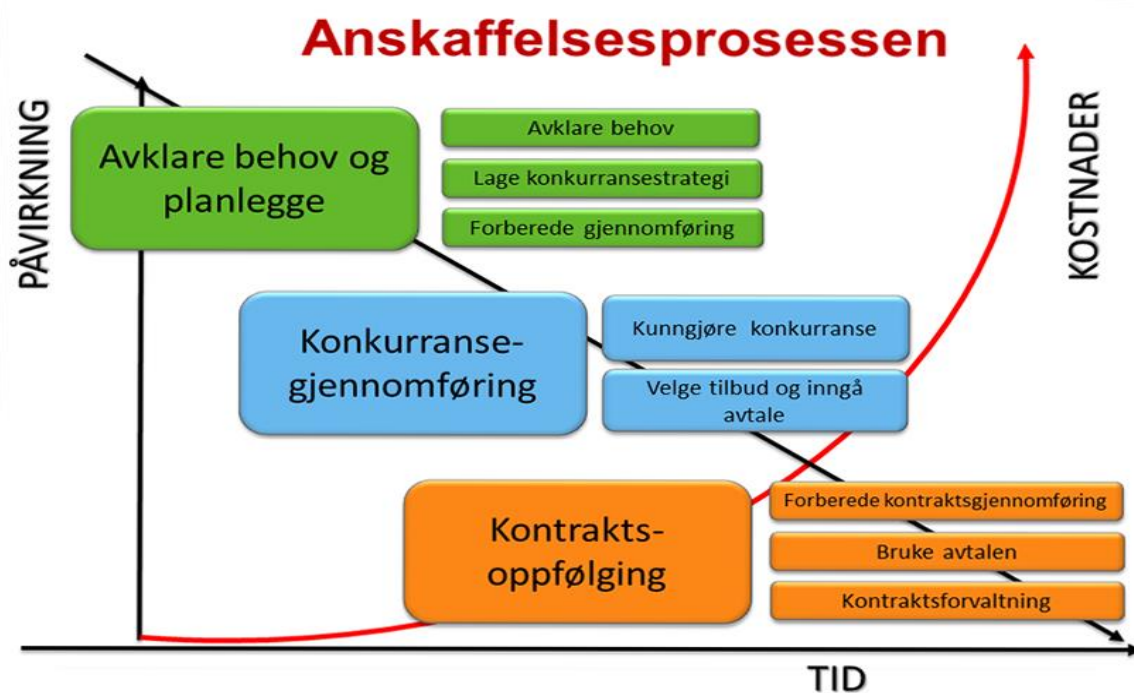 Anskaffelsesprosessen
PÅVIRKNING
KOSTNADER
Avklare behov og
planlegge
Avklare behov
Lage konkurransestrategi
Forberede gjennomføring
Konkurranse-
gjennomføring
Kunngjøre konkurranse
Velge tilbud og inngå
avtale
Kontrakts-
oppfølging
Forberede kontraktsgjennomføring
Bruke avtalen
Kontraktsforvaltning
TID